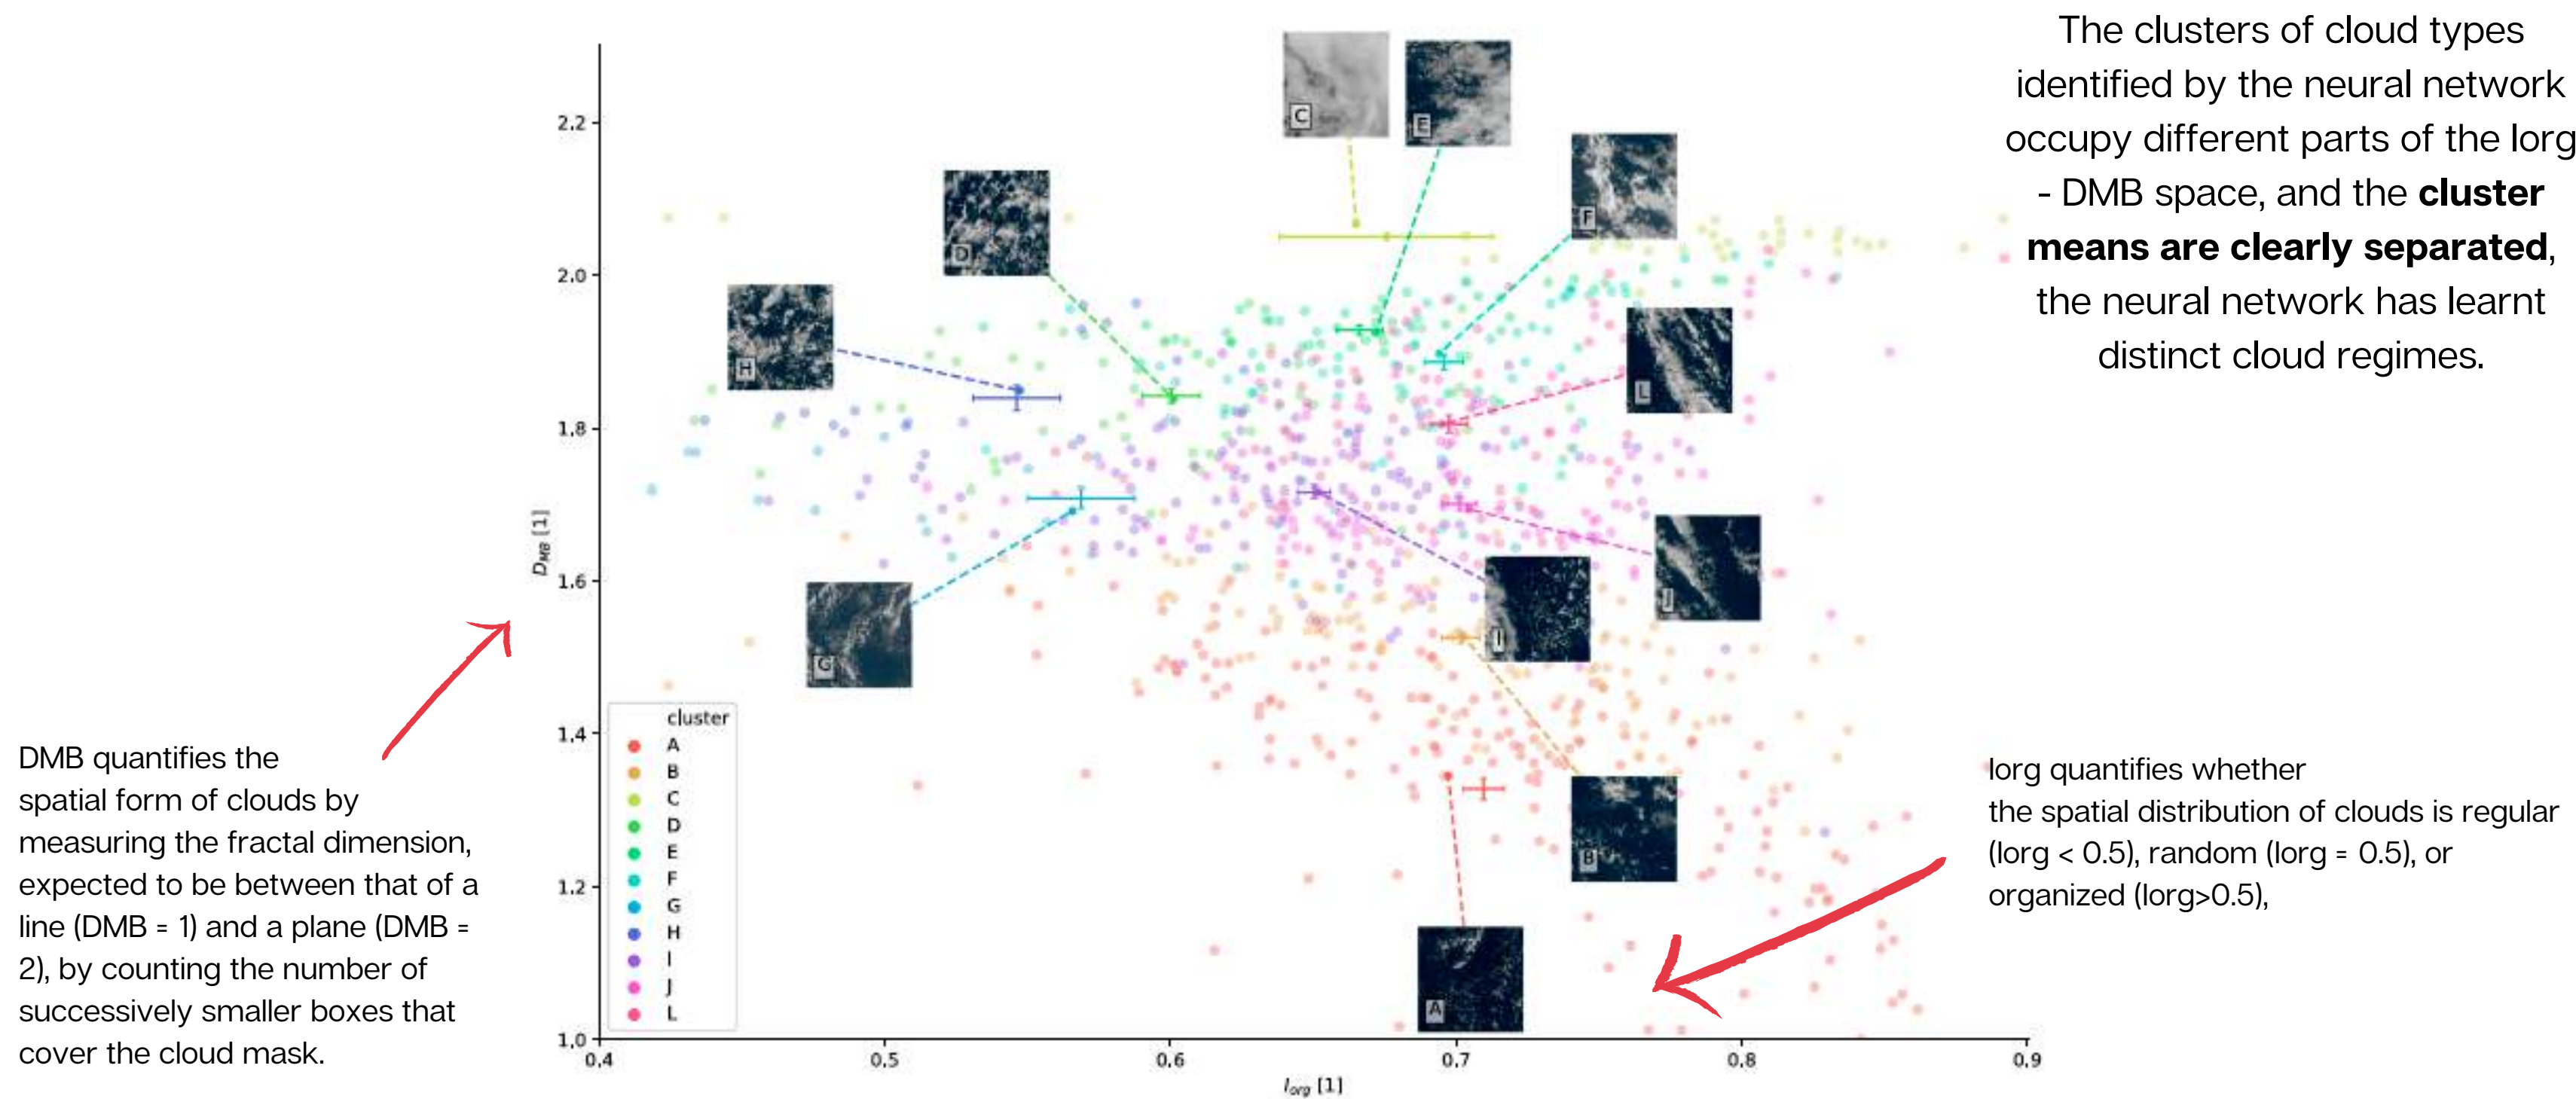 The clusters of cloud types
identified by the neural network
occupy different parts of the Iorg
- DMB space, and the cluster
means are clearly separated,
the neural network has learnt
distinct cloud regimes.
C
E
F
D
H
L
J
I
G
B
A
2.2
2.0
1.8
1.6
1.4
1.2
1.0
D_MB [1]
cluster
A
B
C
D
E
F
G
H
I
J
L
0.4
0.5
0.6
0.7
0.8
0.9
I_org [1]
DMB quantifies the
spatial form of clouds by
measuring the fractal dimension,
expected to be between that of a
line (DMB = 1) and a plane (DMB =
2), by counting the number of
successively smaller boxes that
cover the cloud mask.
Iorg quantifies whether
the spatial distribution of clouds is regular
(Iorg < 0.5), random (Iorg = 0.5), or
organized (Iorg>0.5),